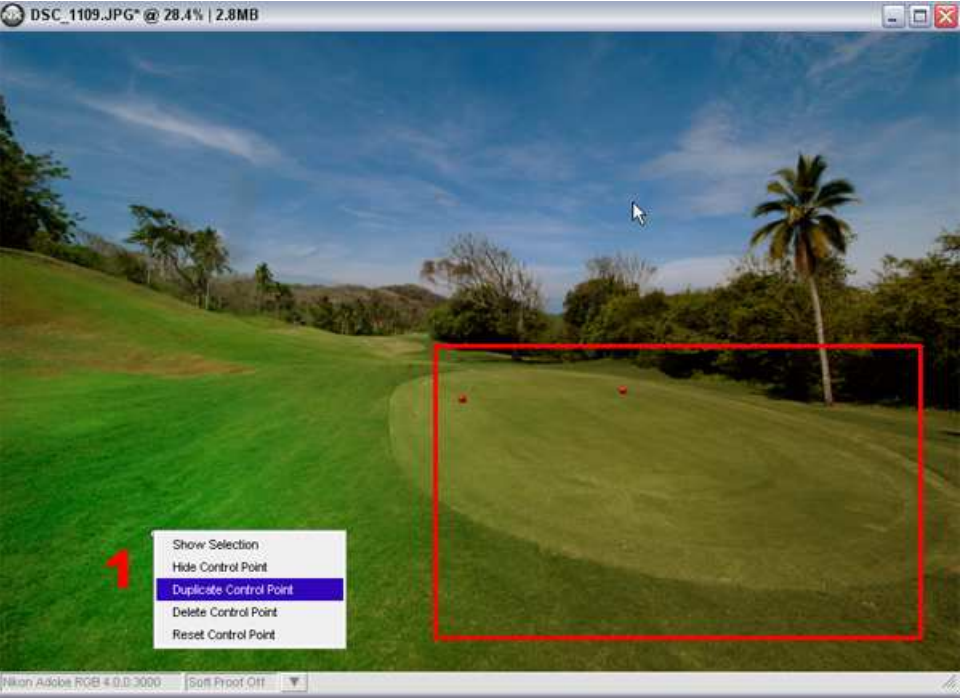 DSC_1109.JPG* @ 28.4% | 2.8MB
1
Show Selection
Hide Control Point
Duplicate Control Point
Delete Control Point
Reset Control Point
Nikon Adobe RGB 4.0.0.3000
Soft Proof Off